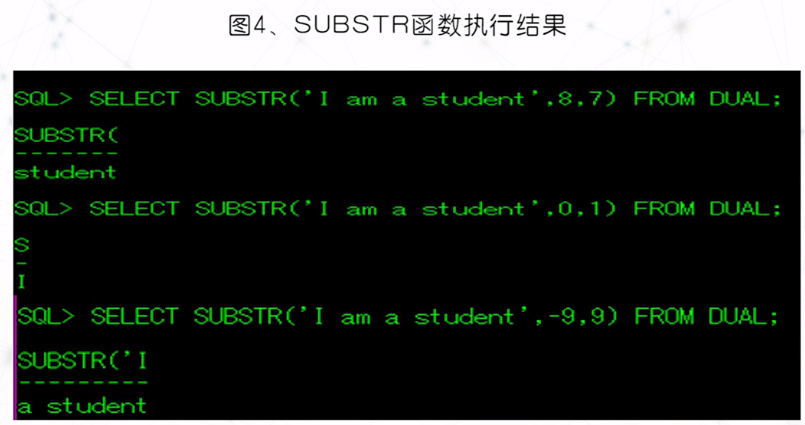 图4、SUBSTR函数执行结果
SQL> SELECT SUBSTR('I am a student',8,7) FROM DUAL;
SUBSTR(
-------
student
SQL> SELECT SUBSTR('I am a student',0,1) FROM DUAL;
S
-
I
SQL> SELECT SUBSTR('I am a student',-9,9) FROM DUAL;
SUBSTR('I
---------
a student